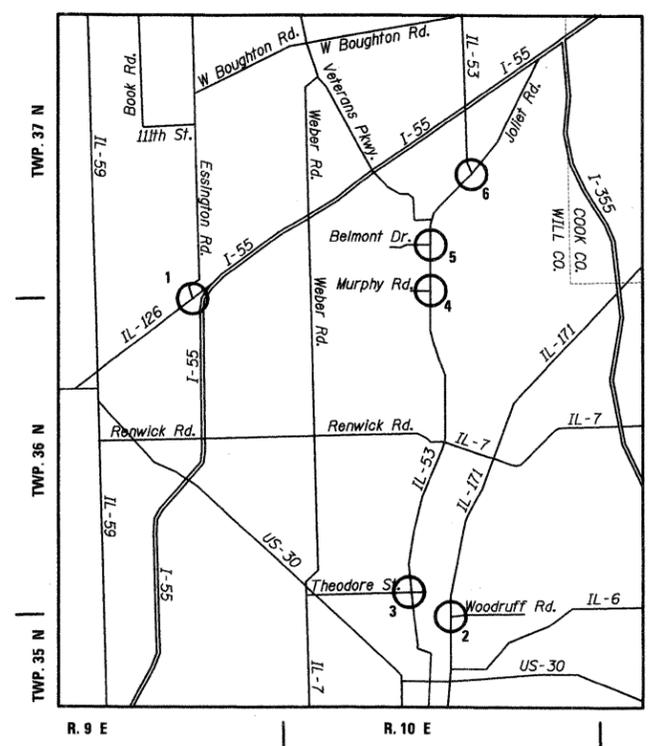 W Boughton Rd.
W Boughton Rd.
IL-53
I-55
Book Rd.
Veterans Pkwy.
Joliet Rd.
TWP. 37 N
111th St.
IL-59
Weber Rd.
I-55
Essington Rd.
6
I-355
COOK CO.
WILL CO.
Belmont Dr.
5
I-55
1
Murphy Rd.
4
Weber Rd.
IL-126
I-55
IL-171
Renwick Rd.
Renwick Rd.
IL-7
IL-7
TWP. 36 N
IL-53
IL-171
IL-59
US-30
I-55
Theodore St.
3
Woodruff Rd.
2
IL-6
TWP. 35 N
IL-7
US-30
R. 9 E
R. 10 E